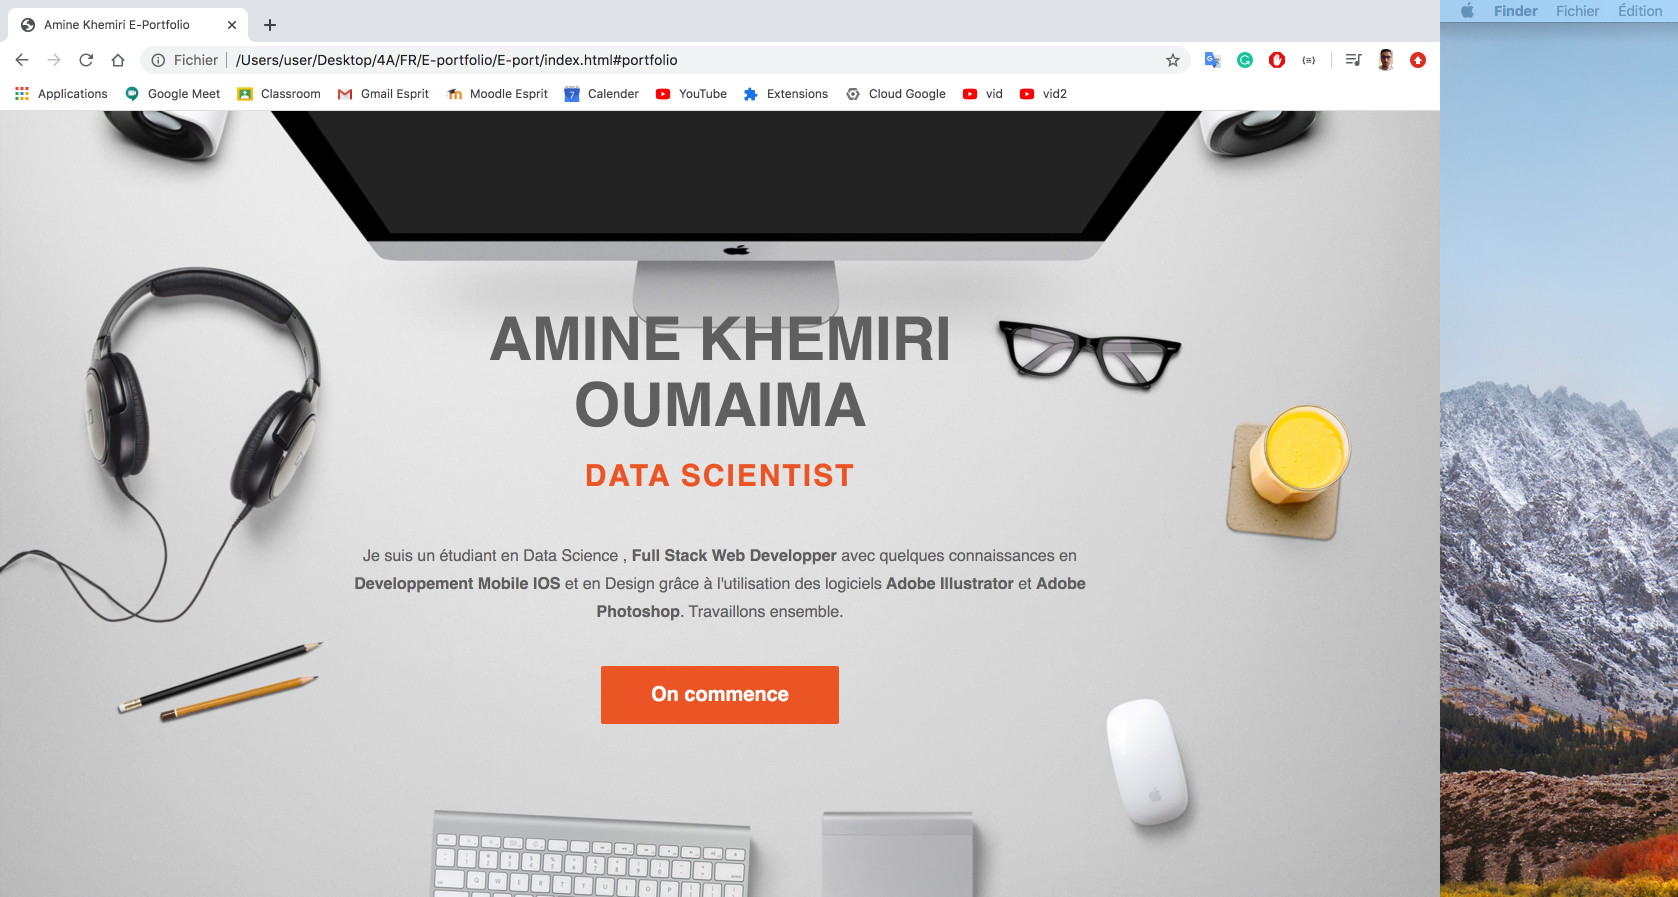 Amine Khemiri E-Portfolio
Finder Fichier Édition
Fichier /Users/user/Desktop/4A/FR/E-portfolio/E-port/index.html#portfolio
Applications Google Meet Classroom Gmail Esprit Moodle Esprit 7 Calender YouTube Extensions Cloud Google vid vid2
AMINE KHEMIRI
OUMAIMA
DATA SCIENTIST
Je suis un étudiant en Data Science , Full Stack Web Developper avec quelques connaissances en
Developpement Mobile IOS et en Design grâce à l'utilisation des logiciels Adobe Illustrator et Adobe
Photoshop. Travaillons ensemble.
On commence
Q W E R T Y U I O P